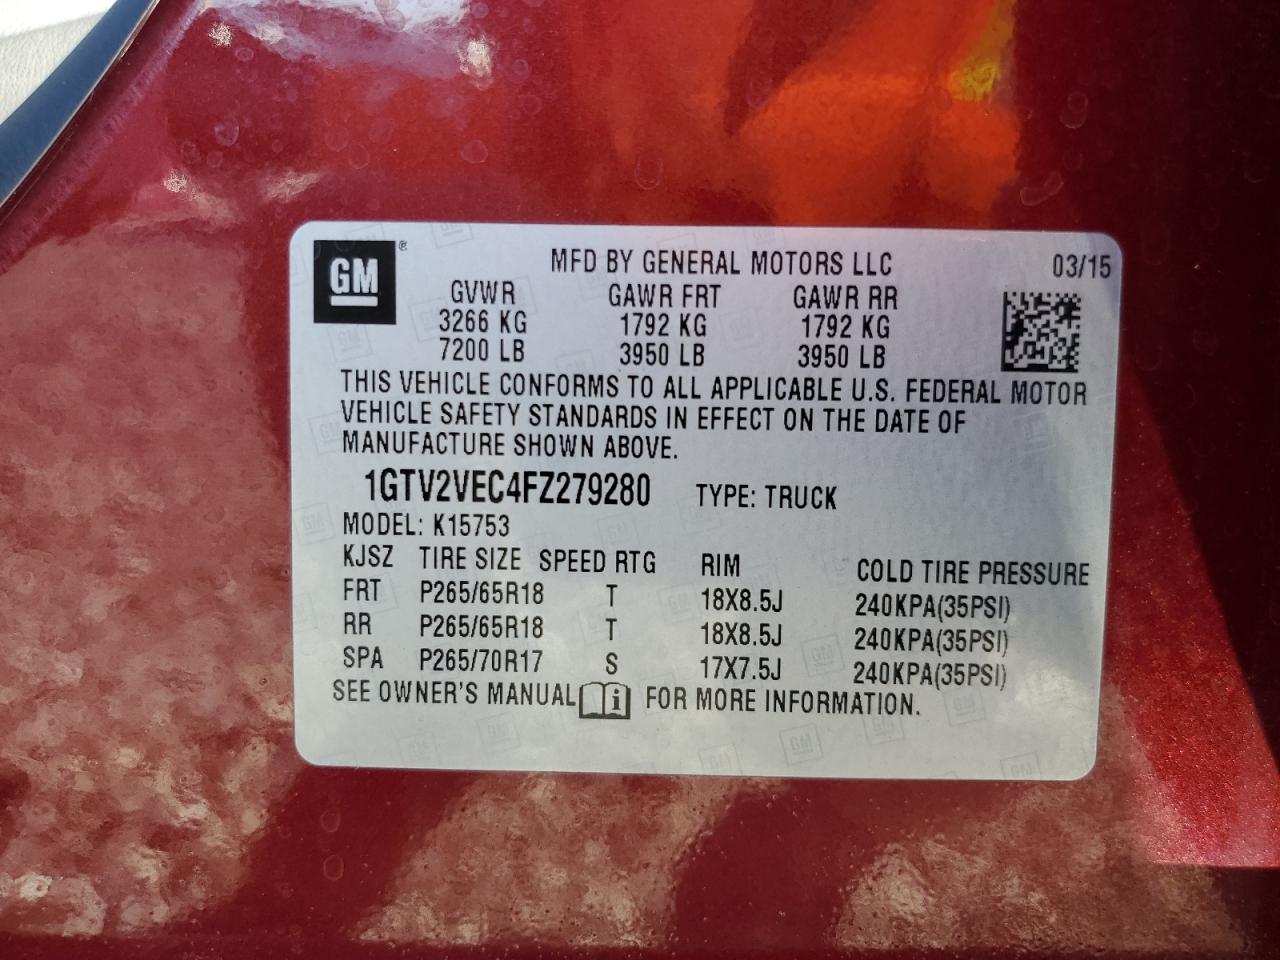 GM ®
MFD BY GENERAL MOTORS LLC 03/15
GVWR GAWR FRT GAWR RR
3266 KG 1792 KG 1792 KG
7200 LB 3950 LB 3950 LB
THIS VEHICLE CONFORMS TO ALL APPLICABLE U.S. FEDERAL MOTOR
VEHICLE SAFETY STANDARDS IN EFFECT ON THE DATE OF
MANUFACTURE SHOWN ABOVE.
1GTV2VEC4FZ279280 TYPE: TRUCK
MODEL: K15753
KJSZ TIRE SIZE SPEED RTG RIM COLD TIRE PRESSURE
FRT P265/65R18 T 18X8.5J 240KPA(35PSI)
RR P265/65R18 T 18X8.5J 240KPA(35PSI)
SPA P265/70R17 S 17X7.5J 240KPA(35PSI)
SEE OWNER'S MANUAL i FOR MORE INFORMATION.